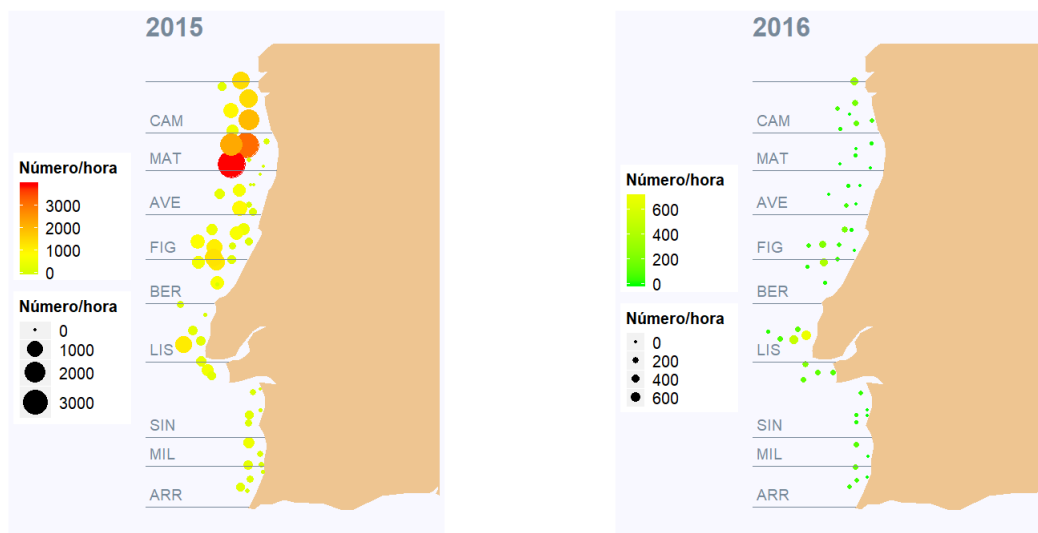 2015
CAM
MAT
AVE
FIG
BER
LIS
SIN
MIL
ARR
Número/hora
3000
2000
1000
0
Número/hora
0
1000
2000
3000
2016
CAM
MAT
AVE
FIG
BER
LIS
SIN
MIL
ARR
Número/hora
600
400
200
0
Número/hora
0
200
400
600